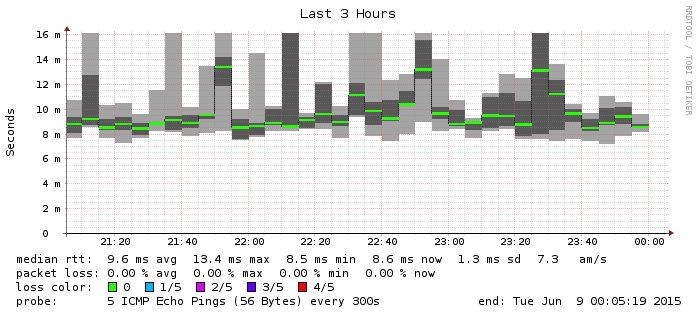 Last 3 Hours
RRDTOOL / TOBI OETIKER
Seconds
16 m
14 m
12 m
10 m
8 m
6 m
4 m
2 m
0
21:20 21:40 22:00 22:20 22:40 23:00 23:20 23:40 00:00
median rtt: 9.6 ms avg 13.4 ms max 8.5 ms min 8.6 ms now 1.3 ms sd 7.3 am/s
packet loss: 0.00 % avg 0.00 % max 0.00 % min 0.00 % now
loss color: 0 1/5 2/5 3/5 4/5
probe: 5 ICMP Echo Pings (56 Bytes) every 300s end: Tue Jun 9 00:05:19 2015